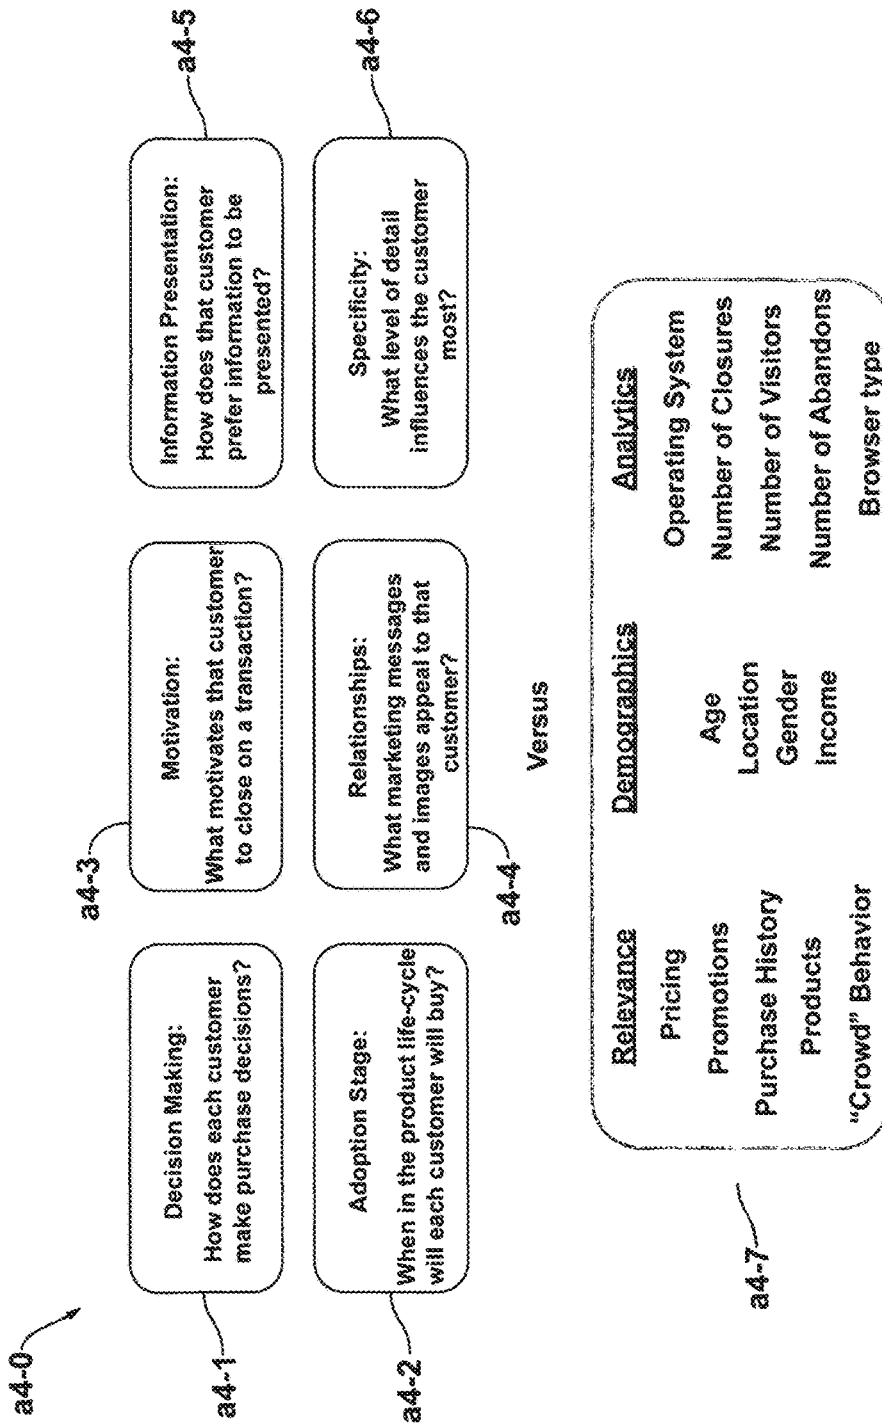 a4-0
a4-1
Decision Making:
How does each customer
make purchase decisions?
a4-3
Motivation:
What motivates that customer
to close on a transaction?
a4-5
Information Presentation:
How does that customer
prefer information to be
presented?
a4-2
Adoption Stage:
When in the product life-cycle
will each customer will buy?
a4-4
Relationships:
What marketing messages
and images appeal to that
customer?
a4-6
Specificity:
What level of detail
influences the customer
most?
Versus
a4-7
Relevance
Pricing
Promotions
Purchase History
Products
“Crowd” Behavior
Demographics
Age
Location
Gender
Income
Analytics
Operating System
Number of Closures
Number of Visitors
Number of Abandons
Browser type